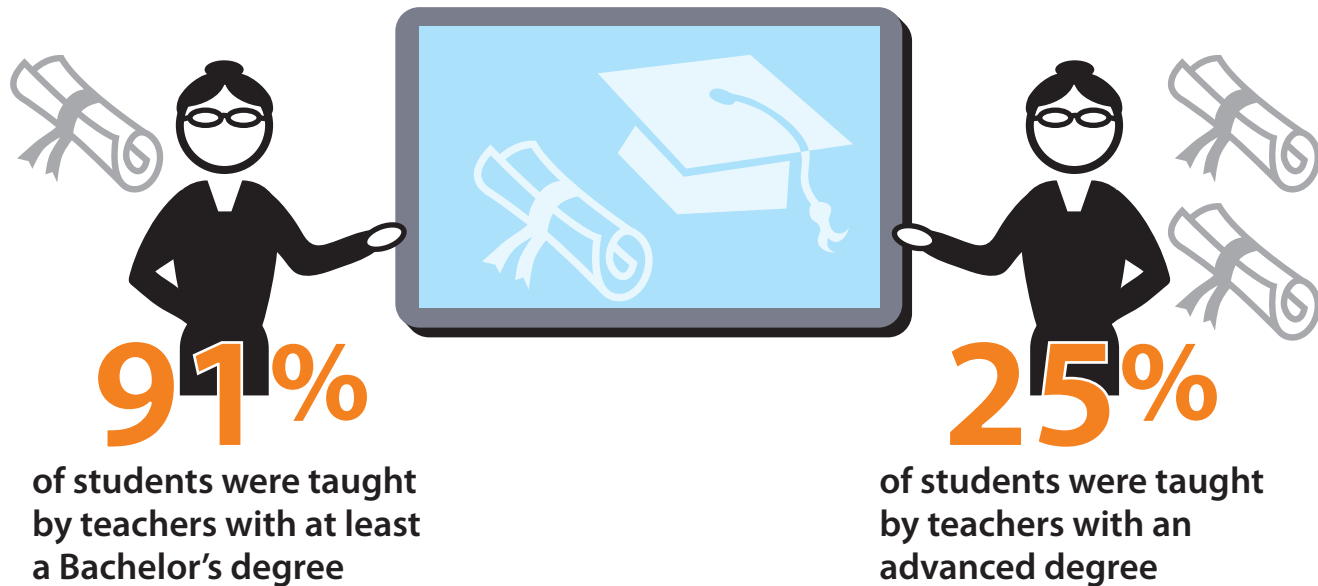 91%
of students were taught
by teachers with at least
a Bachelor’s degree
25%
of students were taught
by teachers with an
advanced degree